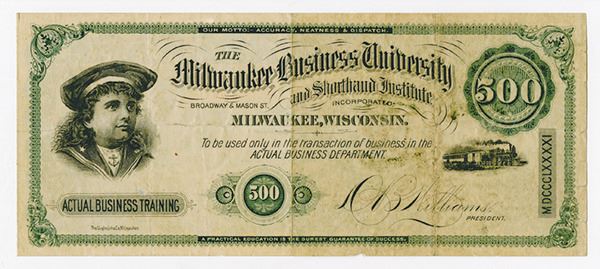 OUR MOTTO:- ACCURACY, NEATNESS & DISPATCH.
THE
Milwaukee Business University
and Shorthand Institute
BROADWAY & MASON ST.
INCORPORATED.
MILWAUKEE, WISCONSIN.
500
To be used only in the transaction of business in the
ACTUAL BUSINESS DEPARTMENT.
ACTUAL BUSINESS TRAINING
500
PRESIDENT.
MDCCCLXXXXI
A PRACTICAL EDUCATION IS THE SUREST GUARANTEE OF SUCCESS.